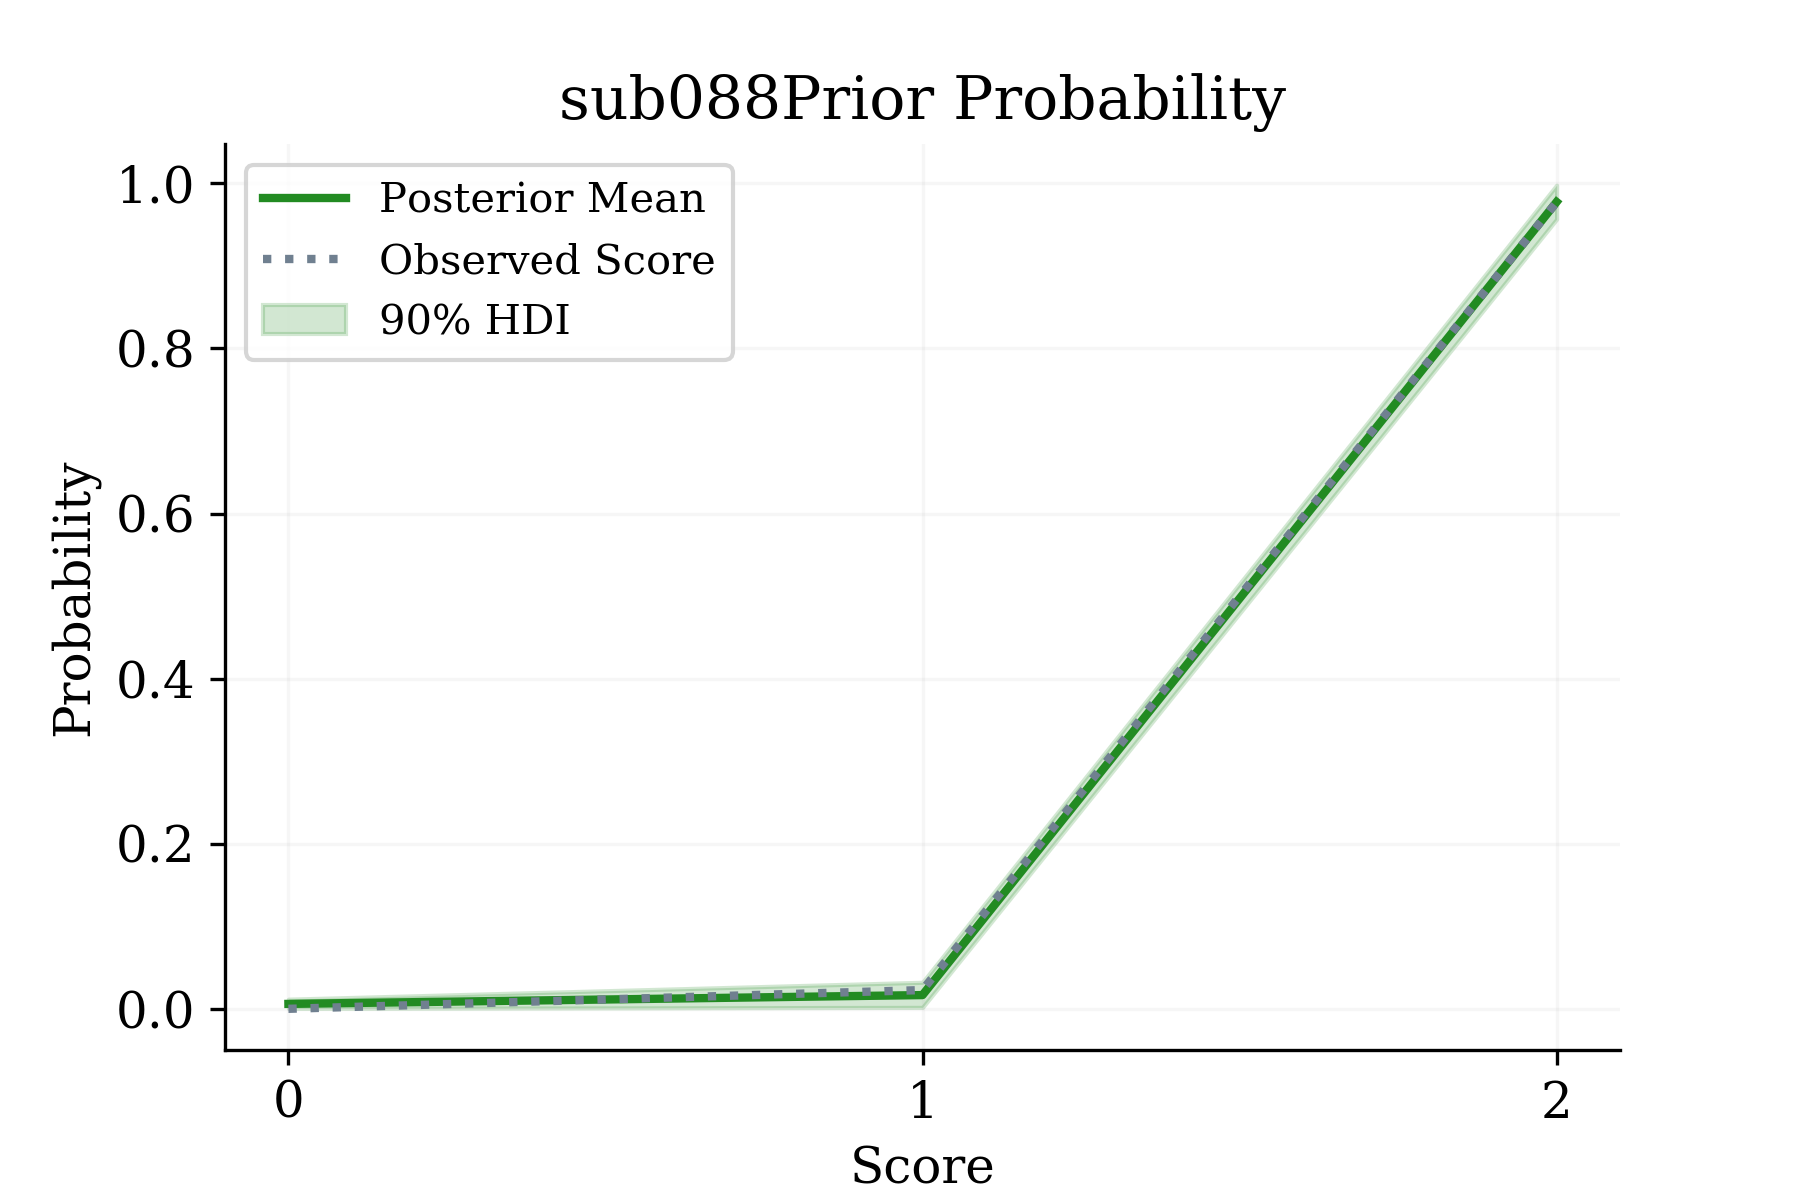 sub088Prior Probability
Posterior Mean
Observed Score
90% HDI
1.0
0.8
0.6
0.4
0.2
0.0
Probability
0 1 2
Score